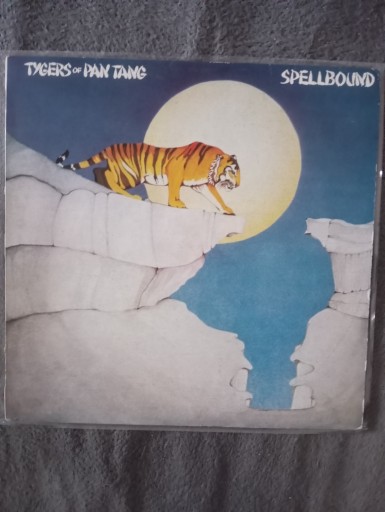 TYGERS OF PAN TANG
SPELLBOUND